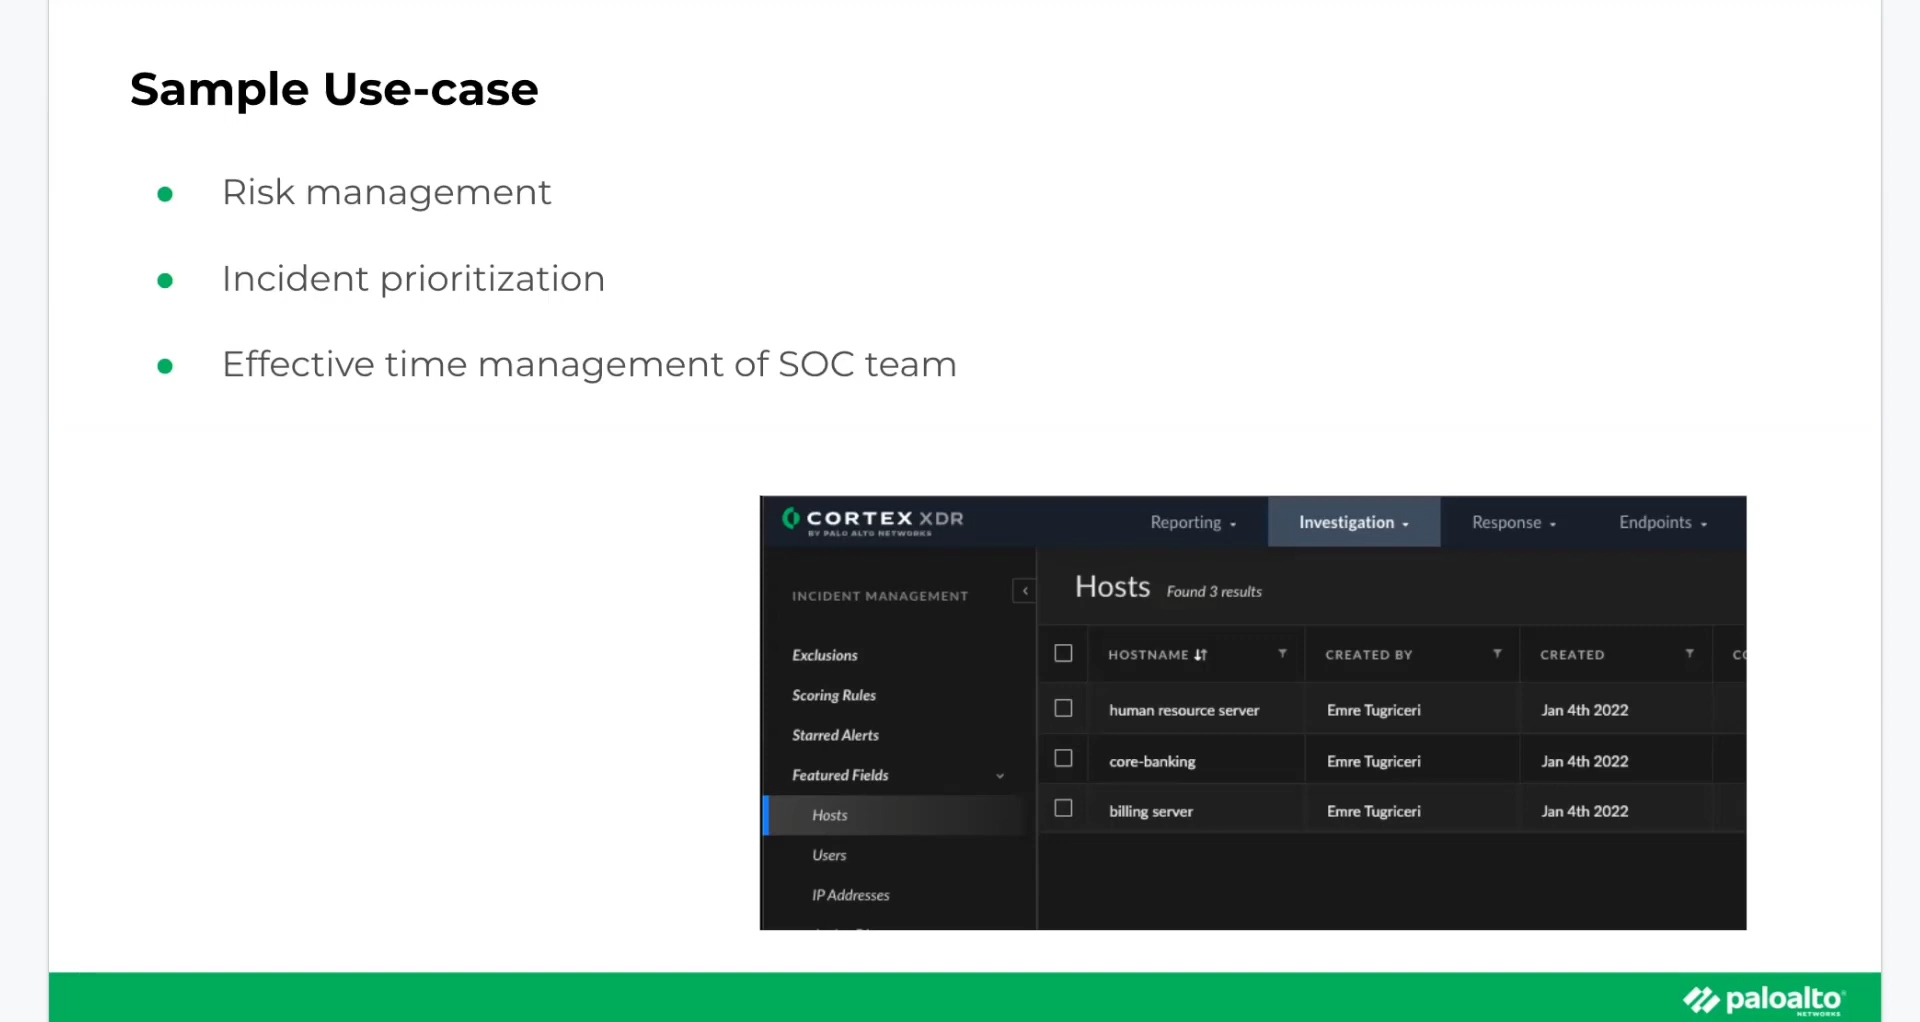 Sample Use-case
Risk management
Incident prioritization
Effective time management of SOC team
CORTEX XDR
BY PALO ALTO NETWORKS
Reporting
Investigation
Response
Endpoints
INCIDENT MANAGEMENT
Exclusions
Scoring Rules
Starred Alerts
Featured Fields
Hosts
Users
IP Addresses
Hosts Found 3 results
HOSTNAME CREATED BY CREATED
human resource server Emre Tugriceri Jan 4th 2022
core-banking Emre Tugriceri Jan 4th 2022
billing server Emre Tugriceri Jan 4th 2022
paloalto
NETWORKS